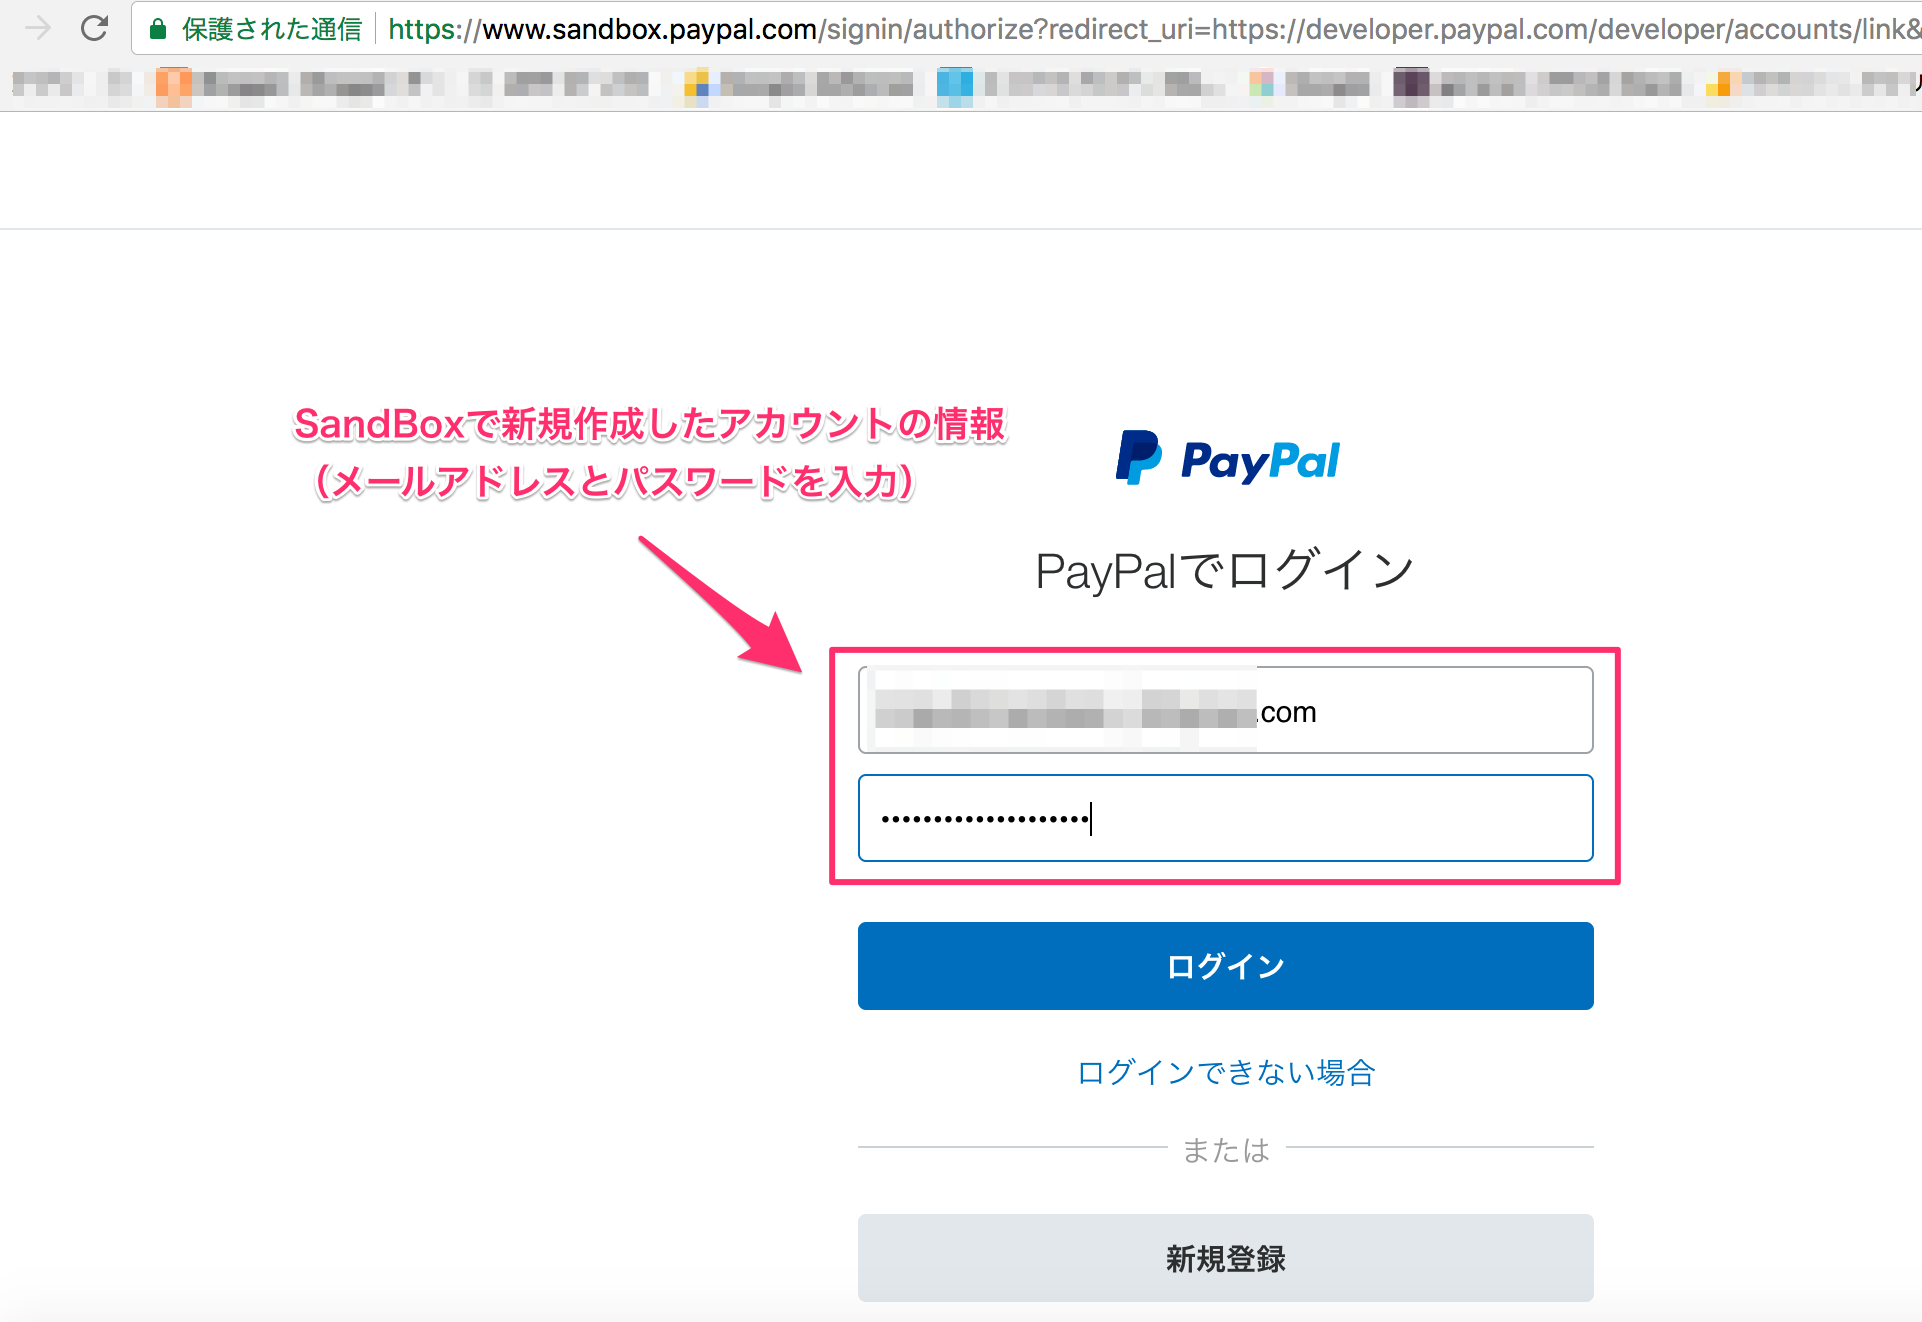 保護された通信 https://www.sandbox.paypal.com/signin/authorize?redirect_uri=https://developer.paypal.com/developer/accounts/link&
SandBoxで新規作成したアカウントの情報
（メールアドレスとパスワードを入力）
PayPal
PayPalでログイン
.com
••••••••••••••••••••
ログイン
ログインできない場合
または
新規登録